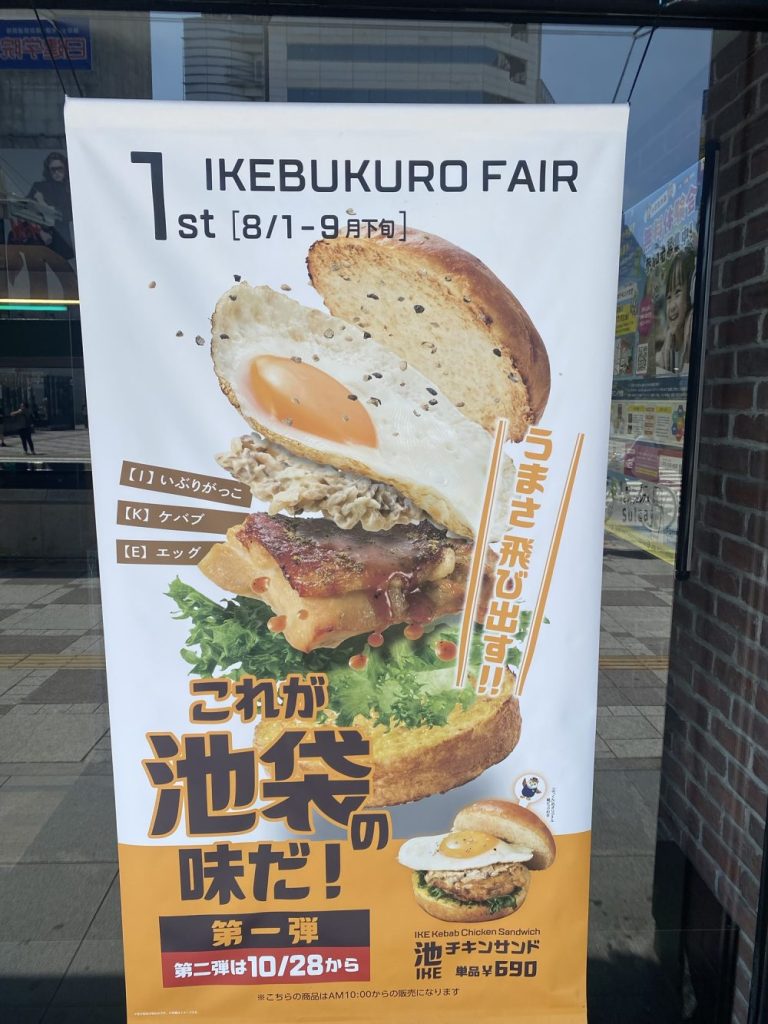 1st IKEBUKURO FAIR
[8/1-9月下旬]
【I】いぶりがっこ
【K】ケバブ
【E】エッグ
うまさ飛び出す!!
これが
池袋の
味だ!
第一弾
第二弾は10/28から
IKE Kebab Chicken Sandwich
池 チキンサンド
IKE 単品¥690
※こちらの商品はAM10:00からの販売になります